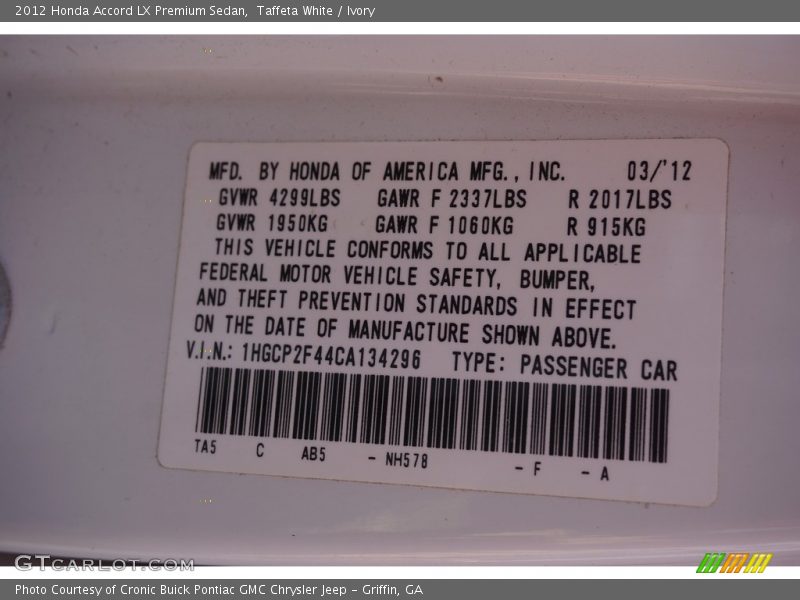 2012 Honda Accord LX Premium Sedan,  Taffeta White / Ivory
MFD. BY HONDA OF AMERICA MFG., INC. 03/'12
GVWR 4299LBS GAWR F 2337LBS R 2017LBS
GVWR 1950KG GAWR F 1060KG R 915KG
THIS VEHICLE CONFORMS TO ALL APPLICABLE
FEDERAL MOTOR VEHICLE SAFETY, BUMPER,
AND THEFT PREVENTION STANDARDS IN EFFECT
ON THE DATE OF MANUFACTURE SHOWN ABOVE.
V.I.N.: 1HGCP2F44CA134296 TYPE: PASSENGER CAR
TA5 C AB5 - NH578 - F - A
GTCARLOT.COM
Photo Courtesy of Cronic Buick Pontiac GMC Chrysler Jeep - Griffin, GA